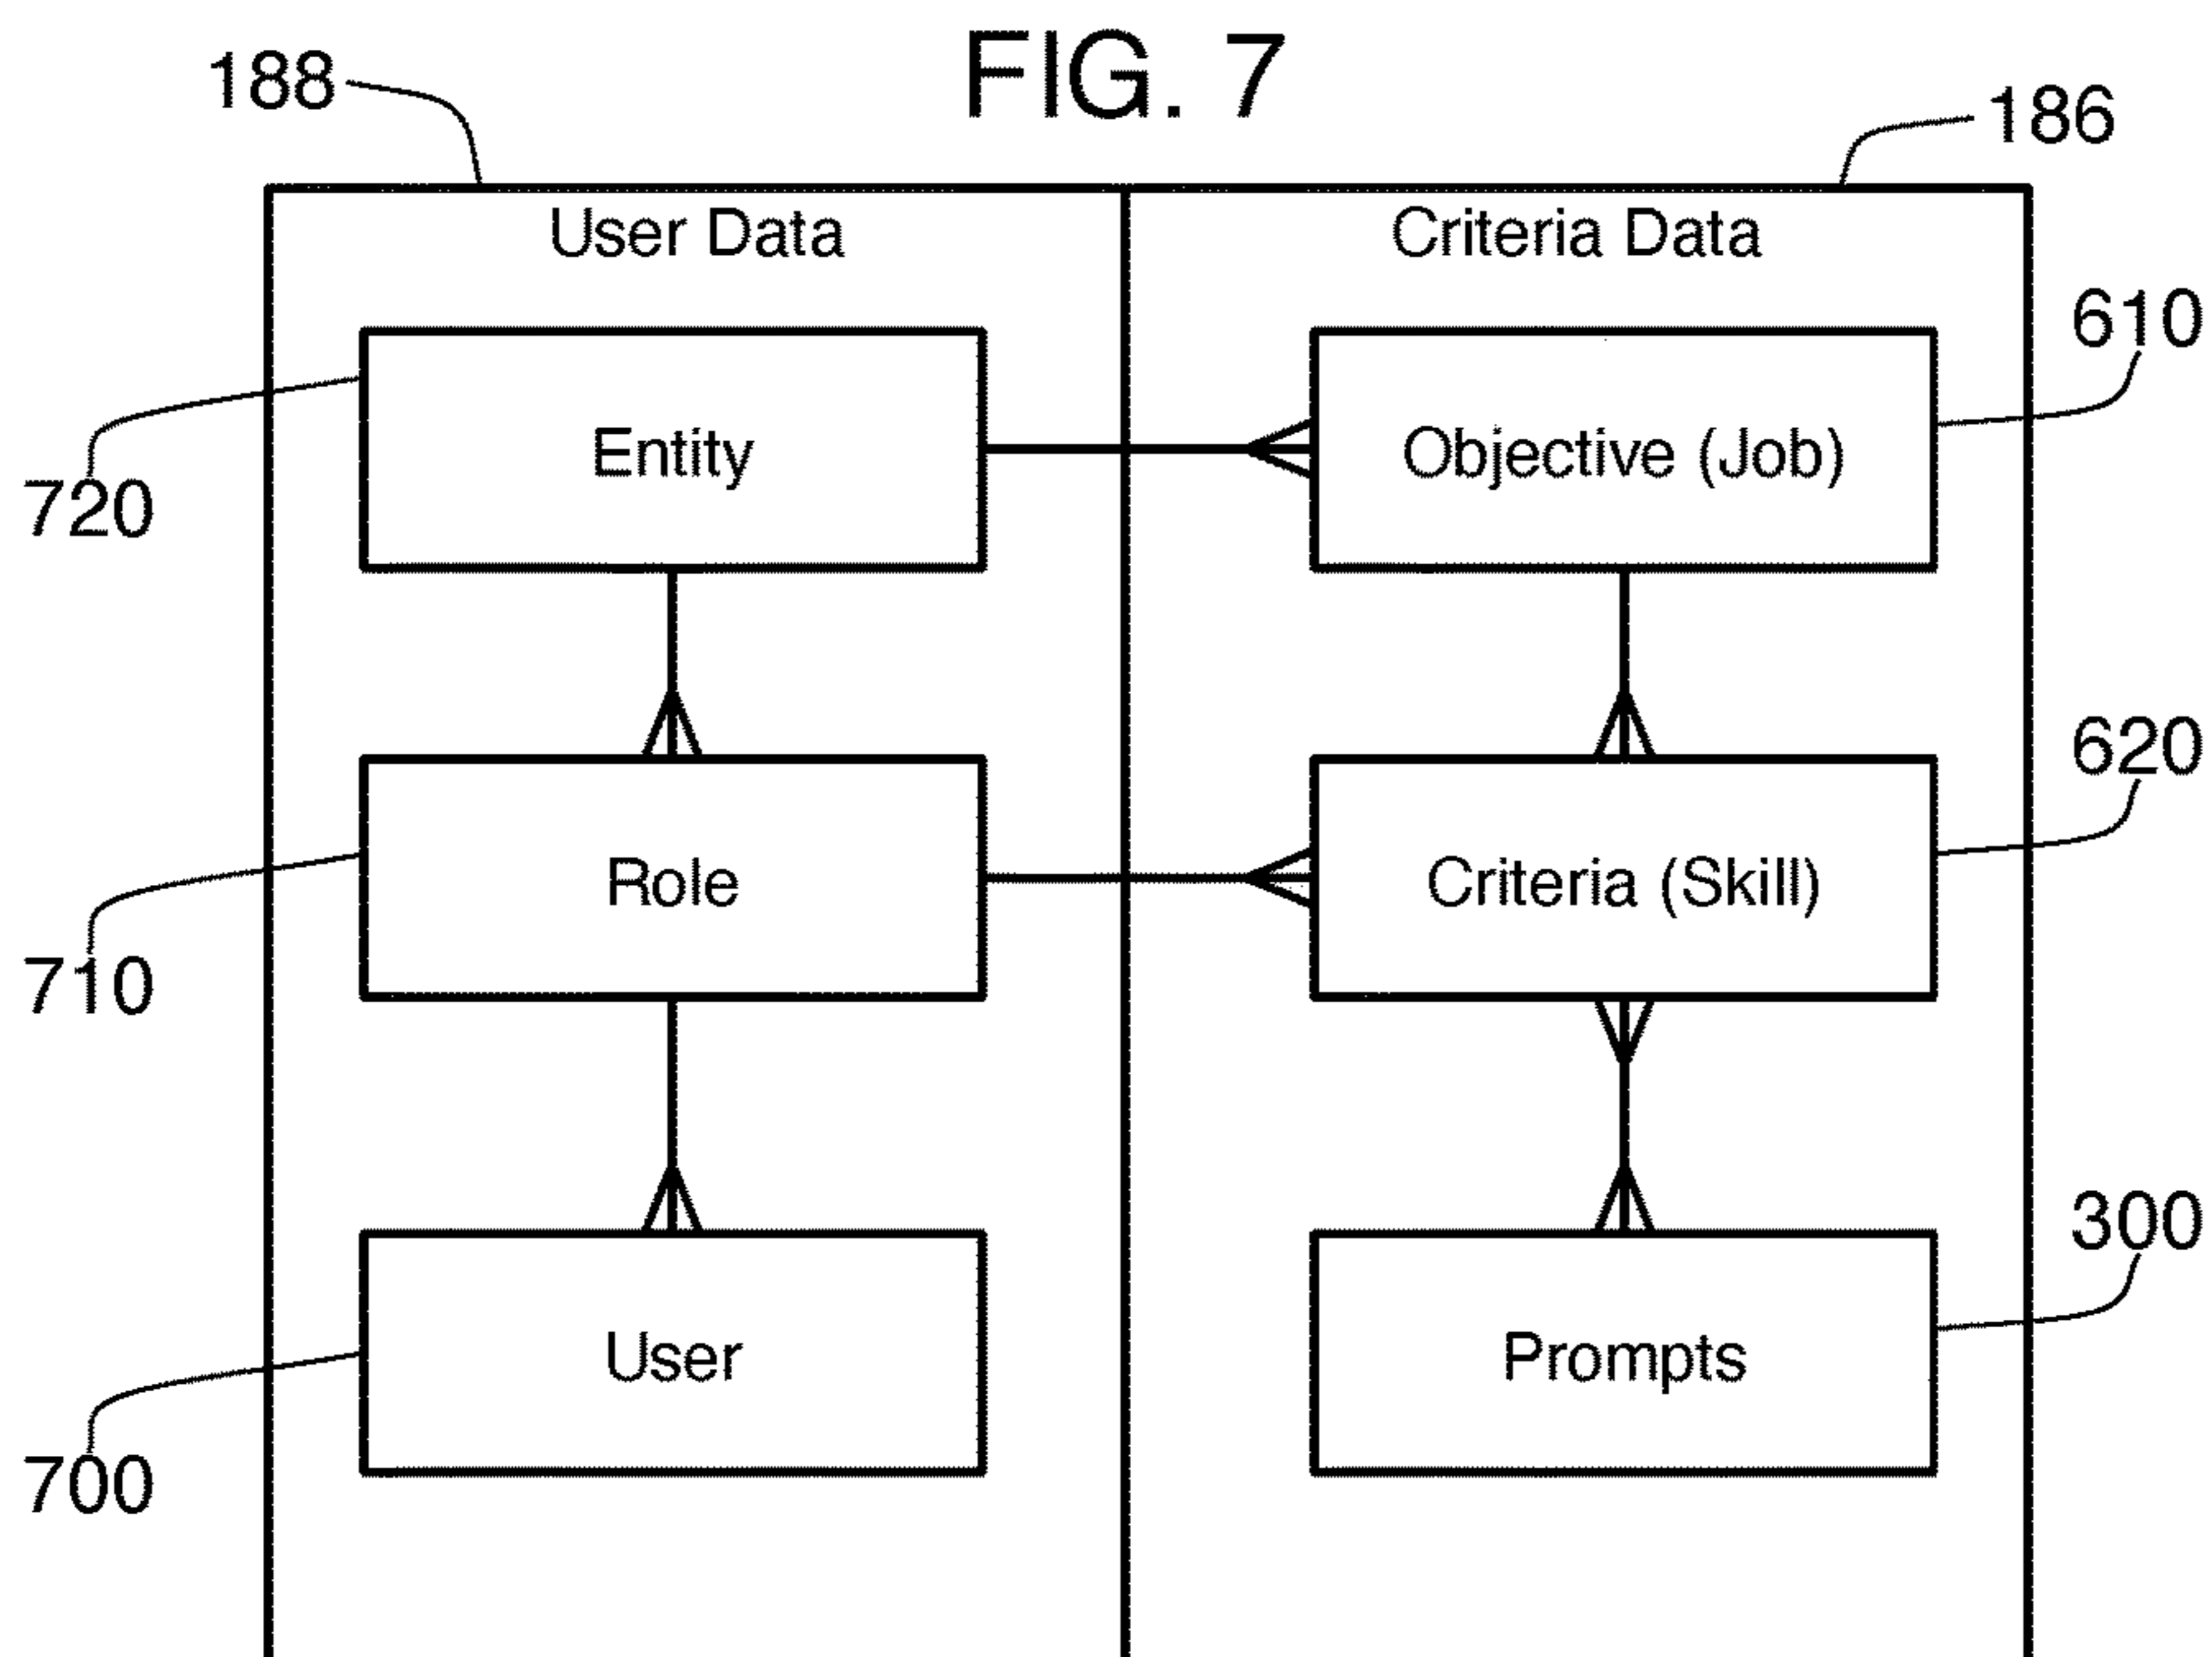 FIG. 7
188
186
User Data
Criteria Data
610
Entity
Objective (Job)
720
620
Role
Criteria (Skill)
710
300
User
Prompts
700